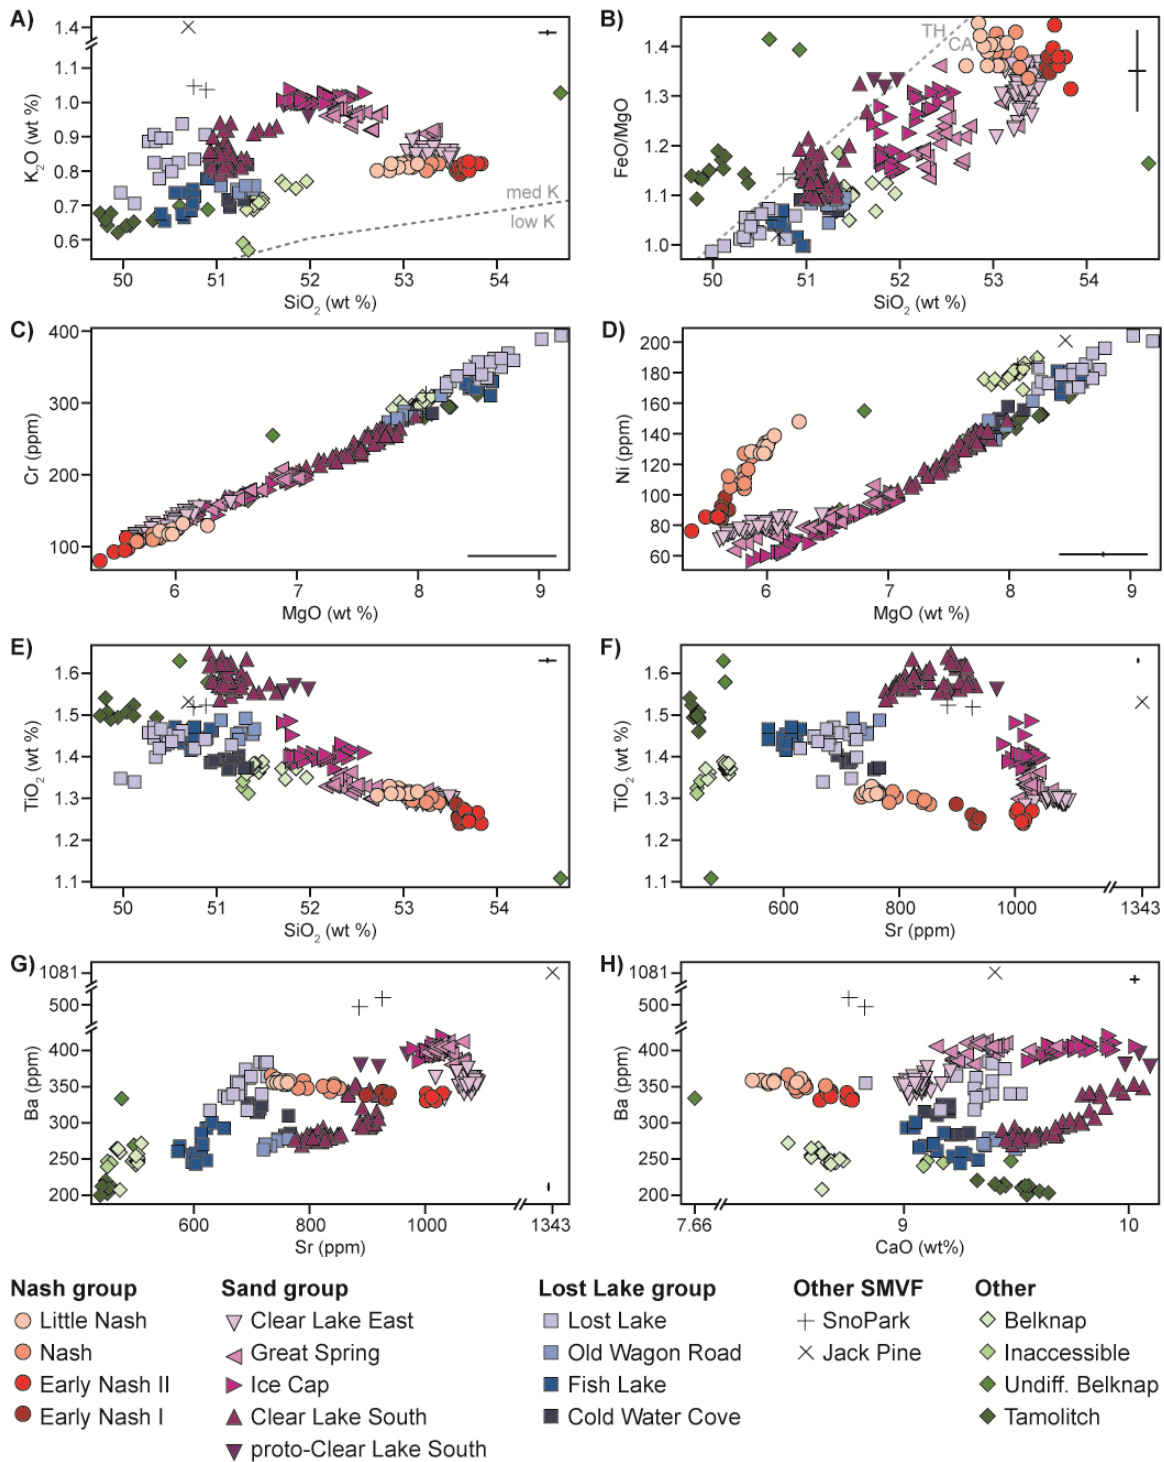 A)
1.4
1.1
1.0
0.9
0.8
0.7
0.6
K2O (wt %)
med K
low K
50
51
52
53
54
SiO2 (wt %)
B)
1.4
1.3
1.2
1.1
1.0
FeO/MgO
TH
CA
50
51
52
53
54
SiO2 (wt %)
C)
400
300
200
100
Cr (ppm)
6
7
8
9
MgO (wt %)
D)
200
180
160
140
120
100
80
60
Ni (ppm)
6
7
8
9
MgO (wt %)
E)
1.6
1.5
1.4
1.3
1.2
1.1
TiO2 (wt %)
50
51
52
53
54
SiO2 (wt %)
F)
1.6
1.5
1.4
1.3
1.2
1.1
TiO2 (wt %)
600
800
1000
1343
Sr (ppm)
G)
1081
500
400
350
300
250
200
Ba (ppm)
600
800
1000
1343
Sr (ppm)
H)
1081
500
400
350
300
250
200
Ba (ppm)
7.66
9
10
CaO (wt%)
Nash group
Little Nash
Nash
Early Nash II
Early Nash I
Sand group
Clear Lake East
Great Spring
Ice Cap
Clear Lake South
proto-Clear Lake South
Lost Lake group
Lost Lake
Old Wagon Road
Fish Lake
Cold Water Cove
Other SMVF
SnoPark
Jack Pine
Other
Belknap
Inaccessible
Undiff. Belknap
Tamolitch